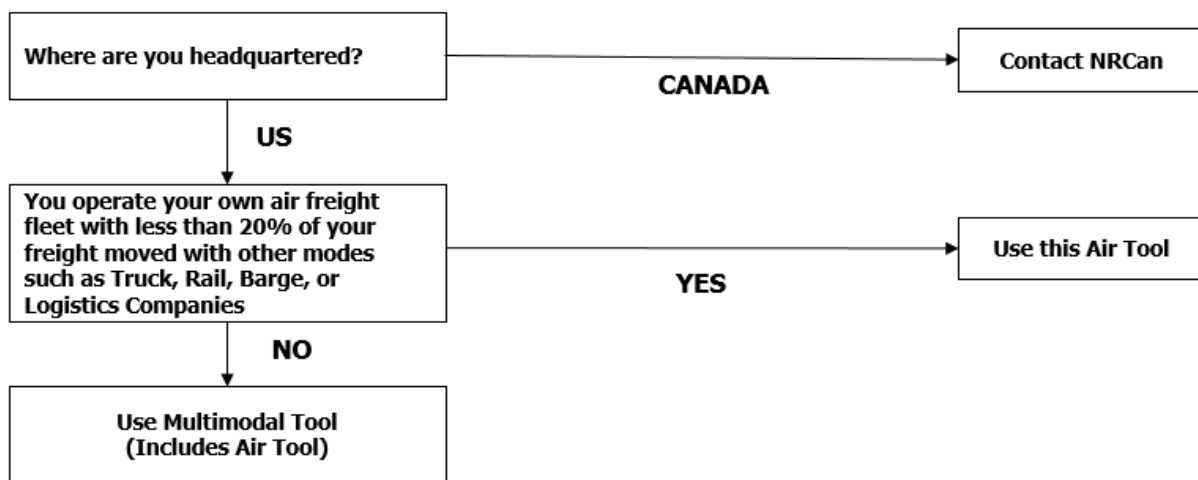 Where are you headquartered?
CANADA
Contact NRCan
US
You operate your own air freight
fleet with less than 20% of your
freight moved with other modes
such as Truck, Rail, Barge, or
Logistics Companies
YES
Use this Air Tool
NO
Use Multimodal Tool
(Includes Air Tool)